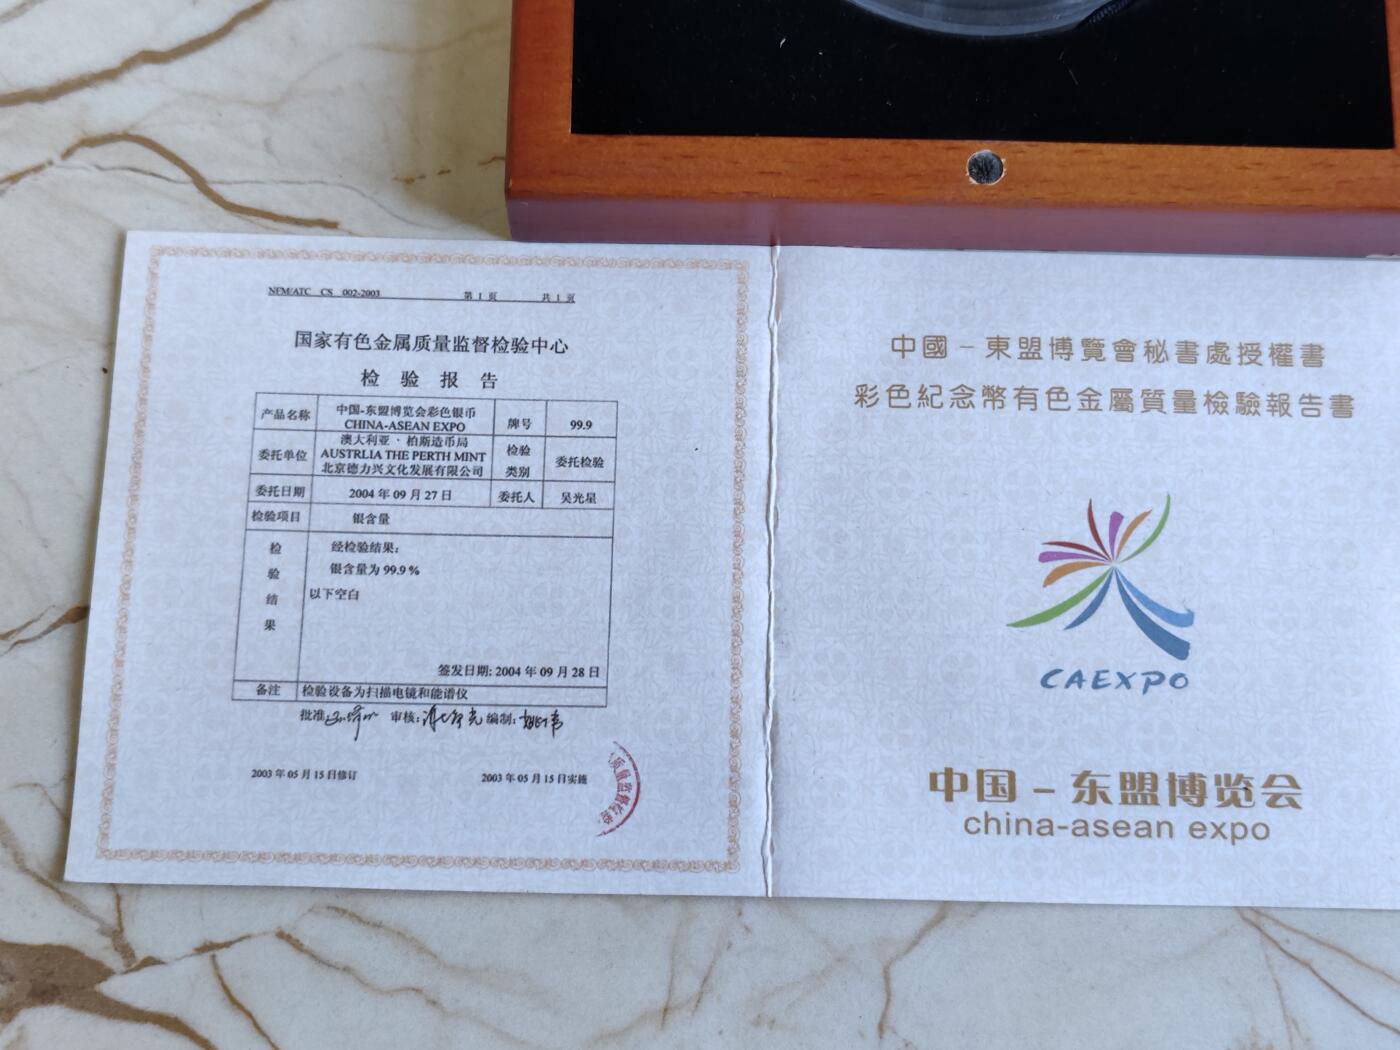 NFM/ATC CS 002-2003 第 1 页 共 1 页
国家有色金属质量监督检验中心
检 验 报 告
产品名称 中国-东盟博览会彩色银币 CHINA-ASEAN EXPO 牌号 99.9
委托单位 澳大利亚 · 柏斯造币局 AUSTRLIA THE PERTH MINT 北京德力兴文化发展有限公司 检验类别 委托检验
委托日期 2004 年 09 月 27 日 委托人 吴光星
检验项目 银含量
检验结果 经检验结果:
银含量为 99.9%
以下空白
签发日期: 2004 年 09 月 28 日
备注 检验设备为扫描电镜和能谱仪
批准: 审核: 编制:
2003 年 05 月 15 日修订 2003 年 05 月 15 日实施
质量监督检验
中國 – 東盟博覽會秘書處授權書
彩色紀念幣有色金屬質量檢驗報告書
CAEXPO
中国 – 东盟博览会
china-asean expo